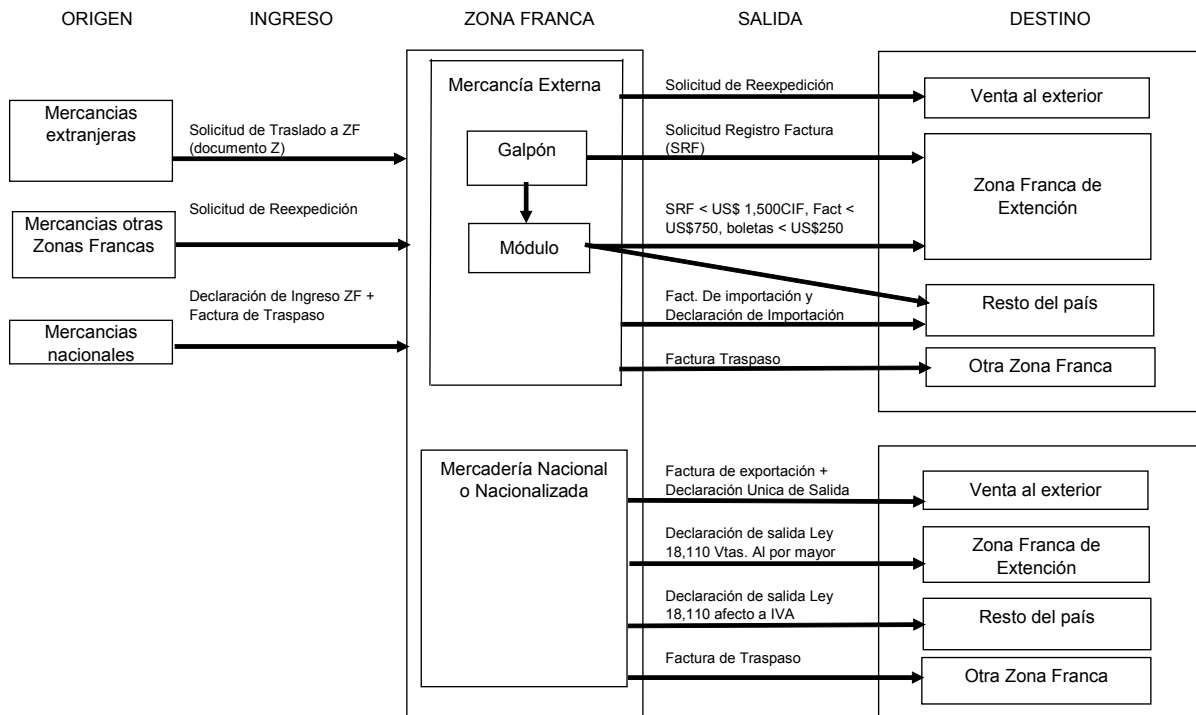 ORIGEN
INGRESO
ZONA FRANCA
SALIDA
DESTINO
Mercancias
extranjeras
Solicitud de Traslado a ZF
(documento Z)
Mercancias otras
Zonas Francas
Solicitud de Reexpedición
Mercancias
nacionales
Declaración de Ingreso ZF +
Factura de Traspaso
Mercancía Externa
Galpón
Módulo
Solicitud de Reexpedición
Venta al exterior
Solicitud Registro Factura
(SRF)
SRF < US$ 1,500CIF, Fact <
US$750, boletas < US$250
Zona Franca de
Extención
Fact. De importación y
Declaración de Importación
Resto del país
Factura Traspaso
Otra Zona Franca
Mercadería Nacional
o Nacionalizada
Factura de exportación +
Declaración Unica de Salida
Venta al exterior
Declaración de salida Ley
18,110 Vtas. Al por mayor
Zona Franca de
Extención
Declaración de salida Ley
18,110 afecto a IVA
Resto del país
Factura de Traspaso
Otra Zona Franca